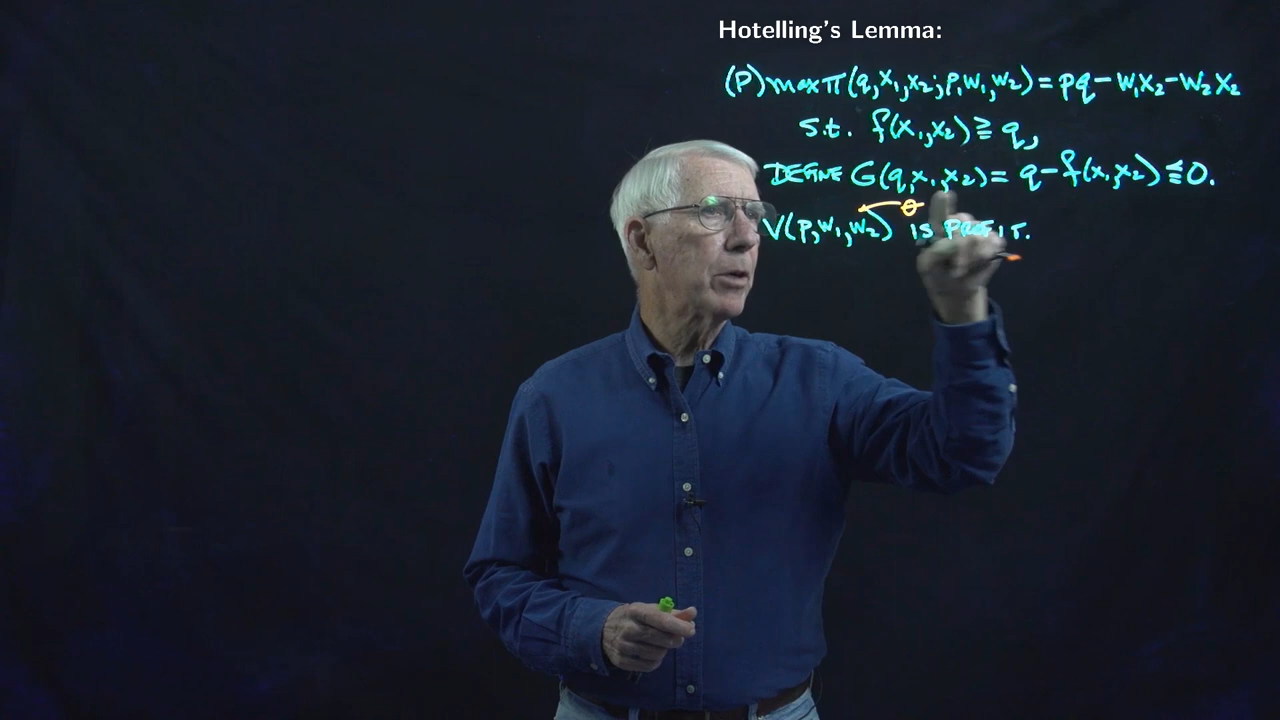 Hotelling's Lemma:
(P) max π(q, x₁, x₂; p, w₁, w₂) = pq - w₁x₂ - w₂x₂
s.t. f(x₁, x₂) ≧ q,
DEFINE G(q, x₁, x₂) = q - f(x₁, x₂) ≦ 0.
θ
V(p, w₁, w₂) IS PROFIT.